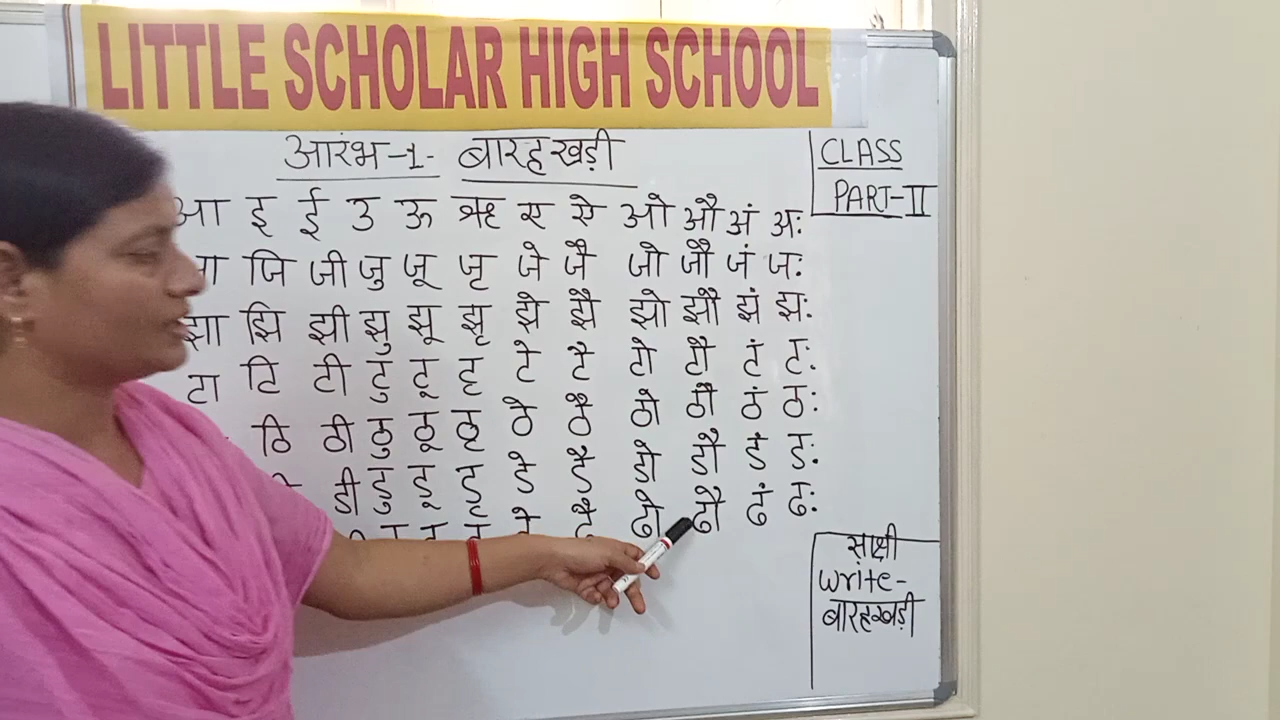 LITTLE SCHOLAR HIGH SCHOOL
आरंभ-1- बारहखड़ी
CLASS
PART-II
आ इ ई उ ऊ ऋ ए ऐ ओ औ अं अः
जा जि जी जु जू जृ जे जै जो जौ जं जः
झा झि झी झु झू झृ झे झै झो झौ झं झः
टा टि टी टु टू टृ टे टै टो टौ टं टः
ठि ठी ठु ठू ठृ ठे ठै ठो ठौ ठं ठः
डी डु डू डृ डे डै डो डौ डं डः
ढै ढो ढौ ढं ढः
साक्षी
Write-
बारहखड़ी